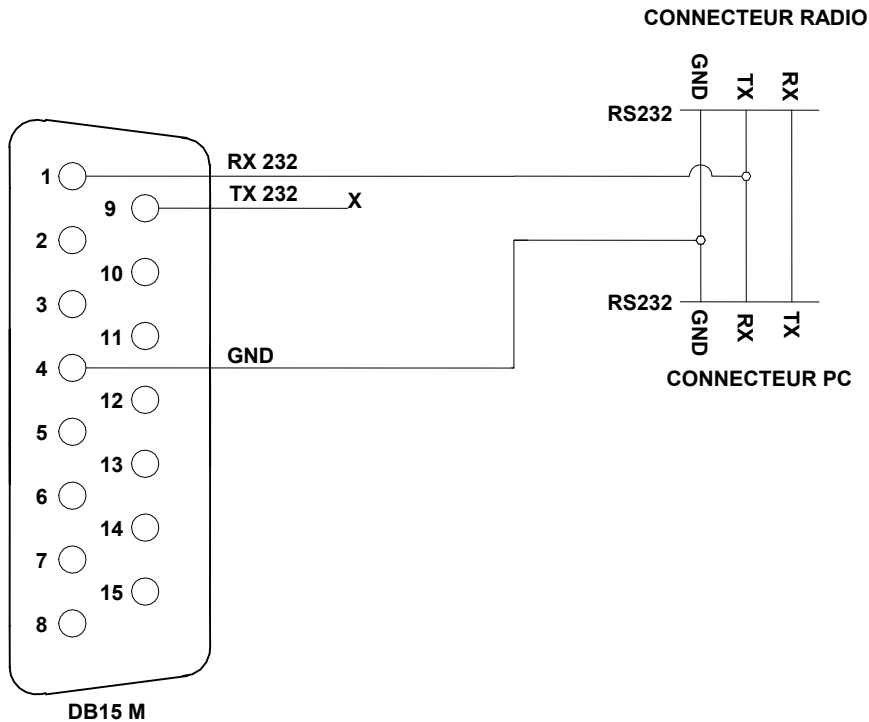 CONNECTEUR RADIO
GND TX RX
RS232
1 RX 232
9 TX 232 X
2
10
3
RS232
11
GND RX TX
4 GND
CONNECTEUR PC
12
5
13
6
14
7
15
8
DB15 M